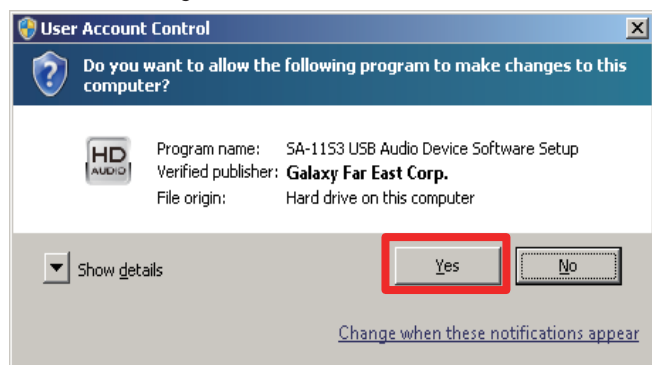 User Account Control
Do you want to allow the following program to make changes to this
computer?
HD
AUDIO
Program name: SA-11S3 USB Audio Device Software Setup
Verified publisher: Galaxy Far East Corp.
File origin: Hard drive on this computer
Show details
Yes
No
Change when these notifications appear